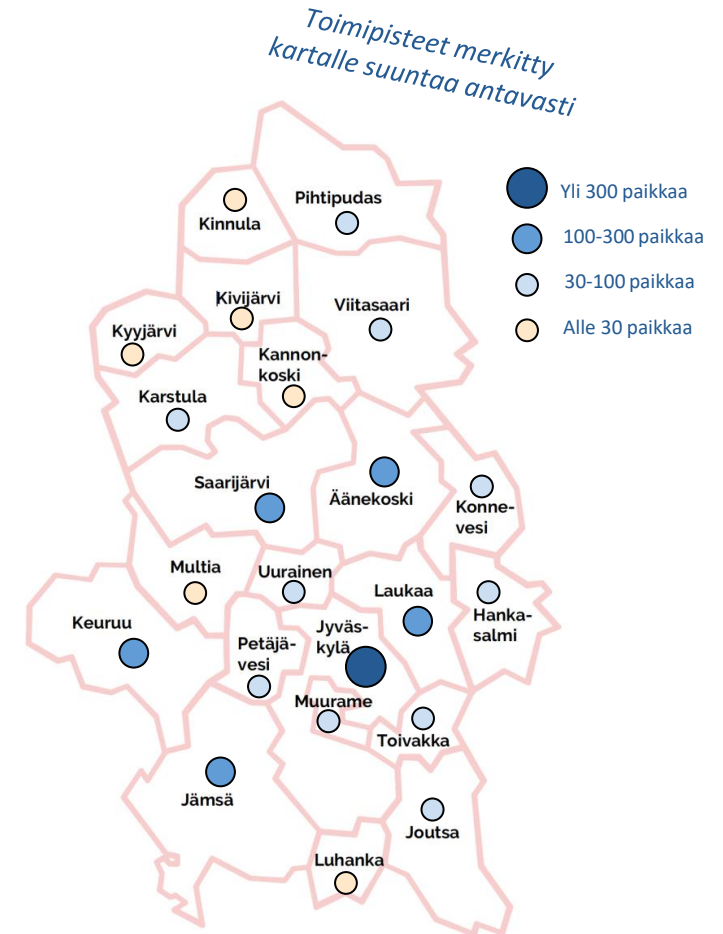 Toimipisteet merkitty
kartalle suuntaa antavasti
Yli 300 paikkaa
100-300 paikkaa
30-100 paikkaa
Alle 30 paikkaa
Pihtipudas
Kinnula
Kivijärvi
Viitasaari
Kyyjärvi
Kannon-
koski
Karstula
Saarijärvi
Äänekoski
Konne-
vesi
Multia
Uurainen
Laukaa
Hanka-
salmi
Keuruu
Jyväs-
kylä
Petäjä-
vesi
Muurame
Toivakka
Jämsä
Joutsa
Luhanka